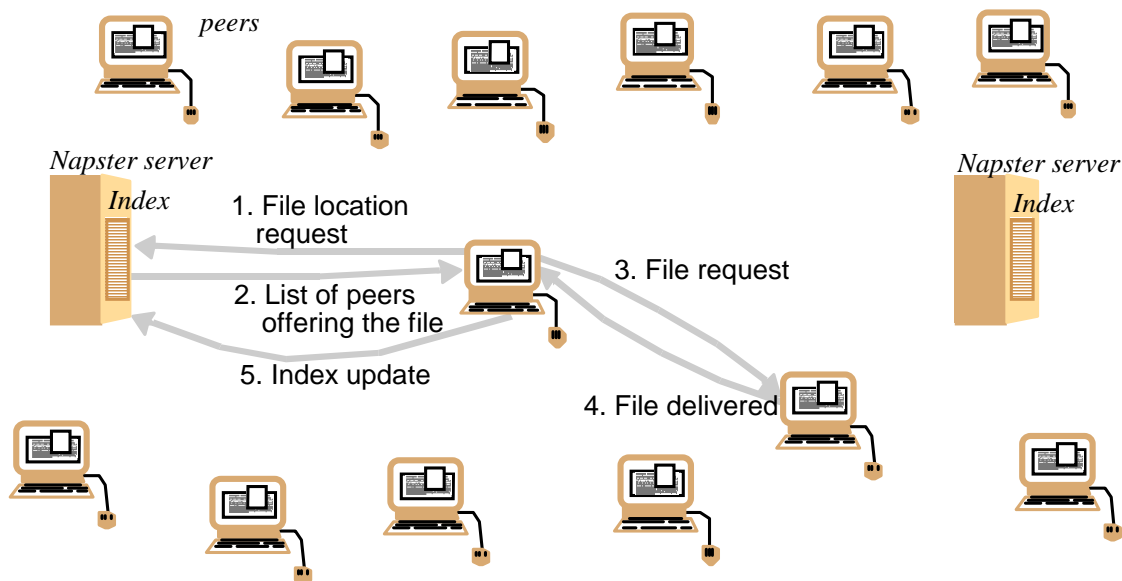 peers
Napster server
Index
Napster server
Index
1. File location
request
2. List of peers
offering the file
3. File request
5. Index update
4. File delivered